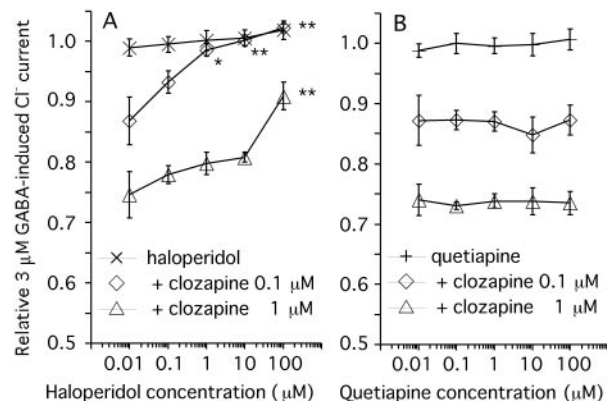 A
B
Relative 3 μM GABA-induced Cl⁻ current
1.0
0.9
0.8
0.7
0.6
0.5
**
*
**
**
haloperidol
+ clozapine 0.1 μM
+ clozapine 1 μM
0.01 0.1 1 10 100
Haloperidol concentration (μM)
1.0
0.9
0.8
0.7
0.6
0.5
quetiapine
+ clozapine 0.1 μM
+ clozapine 1 μM
0.01 0.1 1 10 100
Quetiapine concentration (μM)